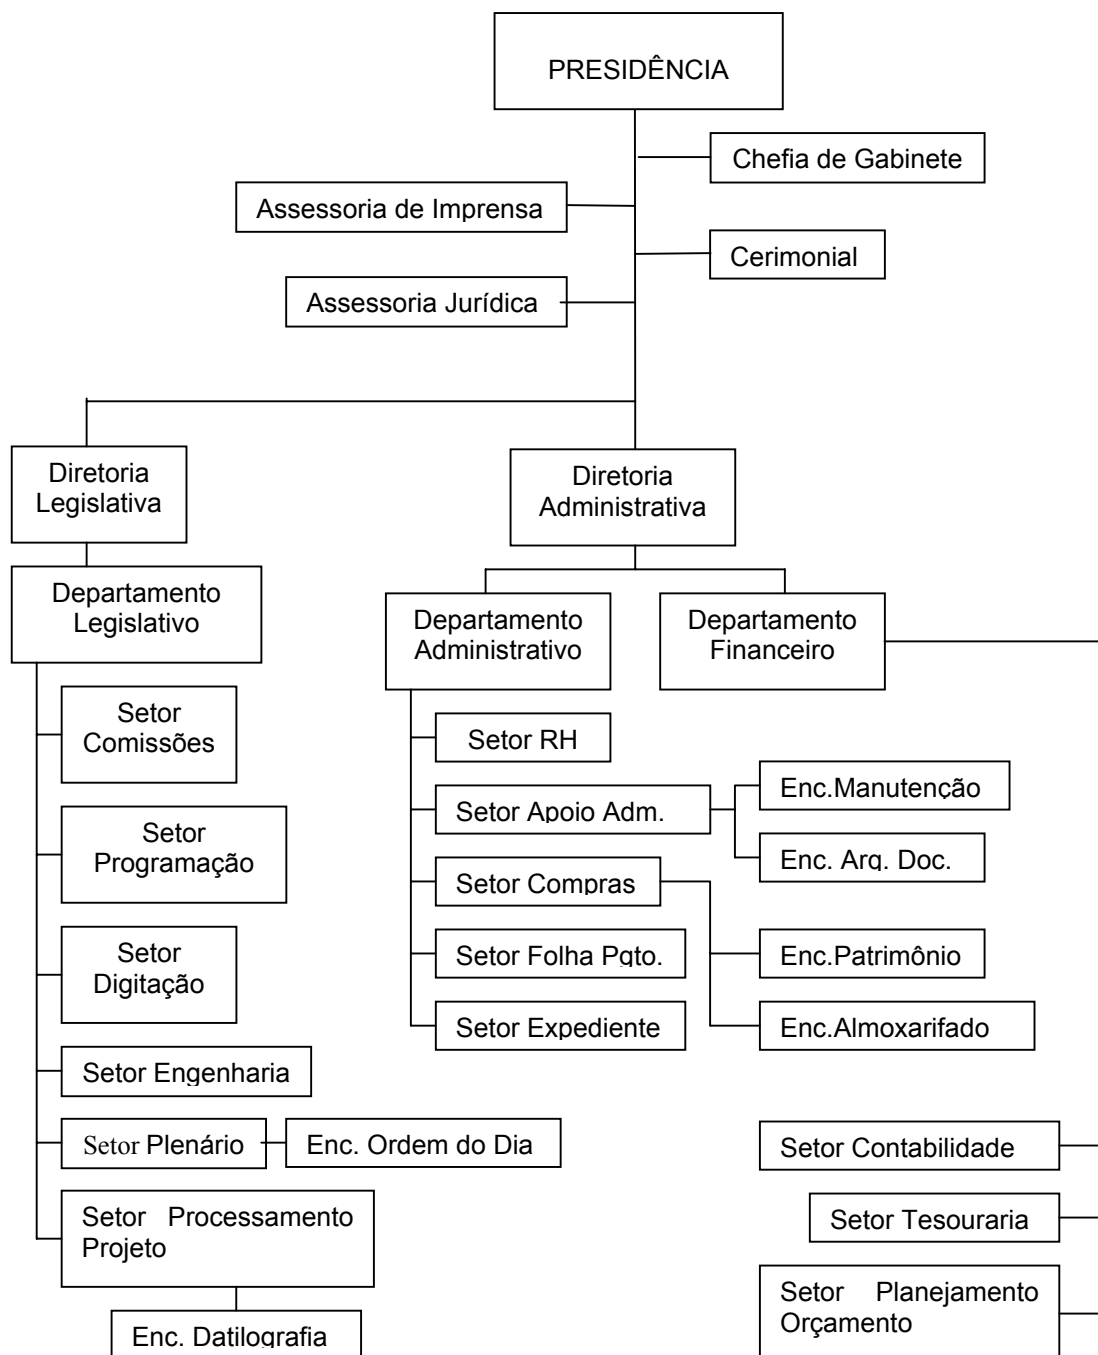 PRESIDÊNCIA
Chefia de Gabinete
Assessoria de Imprensa
Cerimonial
Assessoria Jurídica
Diretoria
Legislativa
Diretoria
Administrativa
Departamento
Legislativo
Departamento
Administrativo
Departamento
Financeiro
Setor
Comissões
Setor
Programação
Setor
Digitação
Setor Engenharia
Setor Plenário
Enc. Ordem do Dia
Setor Processamento
Projeto
Enc. Datilografia
Setor RH
Setor Apoio Adm.
Enc.Manutenção
Enc. Arq. Doc.
Setor Compras
Enc.Patrimônio
Enc.Almoxarifado
Setor Folha Pgto.
Setor Expediente
Setor Contabilidade
Setor Tesouraria
Setor Planejamento
Orçamento